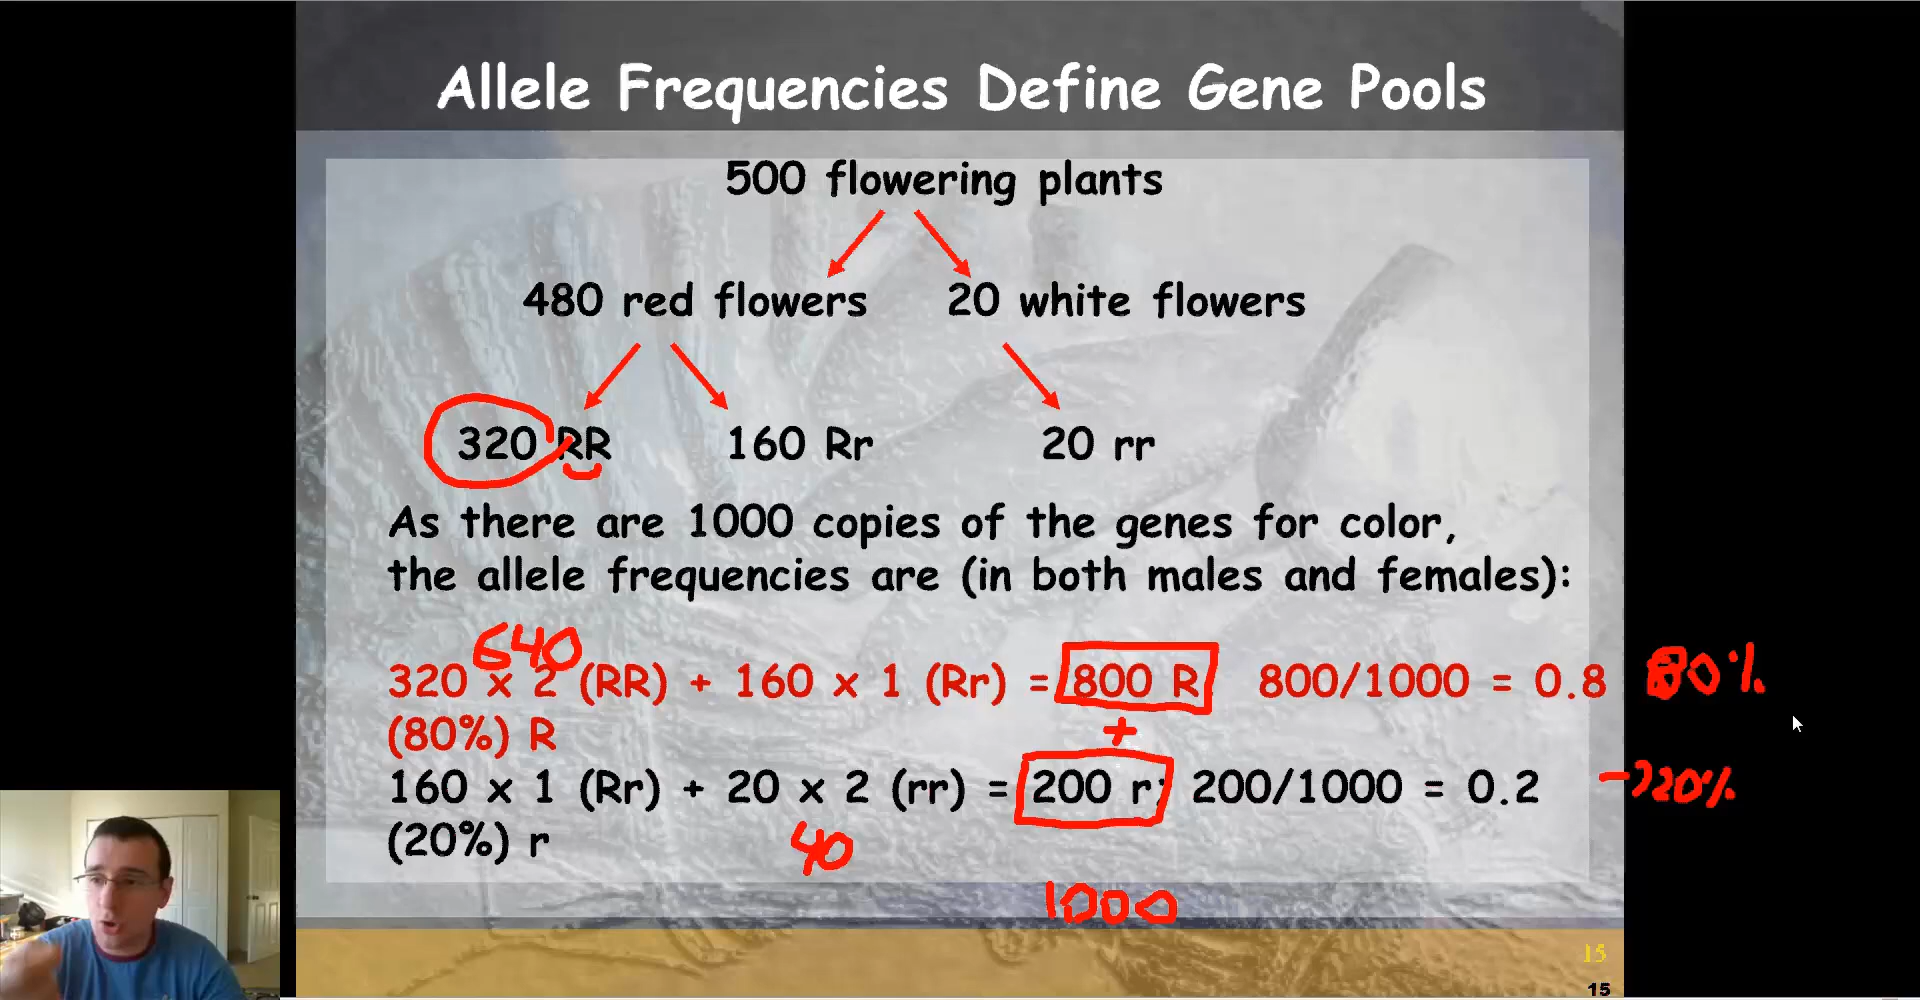 Allele Frequencies Define Gene Pools
500 flowering plants
480 red flowers 20 white flowers
320 RR 160 Rr 20 rr
As there are 1000 copies of the genes for color,
the allele frequencies are (in both males and females):
640
320 x 2 (RR) + 160 x 1 (Rr) = 800 R 800/1000 = 0.8 80%
(80%) R
+
160 x 1 (Rr) + 20 x 2 (rr) = 200 r; 200/1000 = 0.2 → 20%
(20%) r
40
1000
15
15